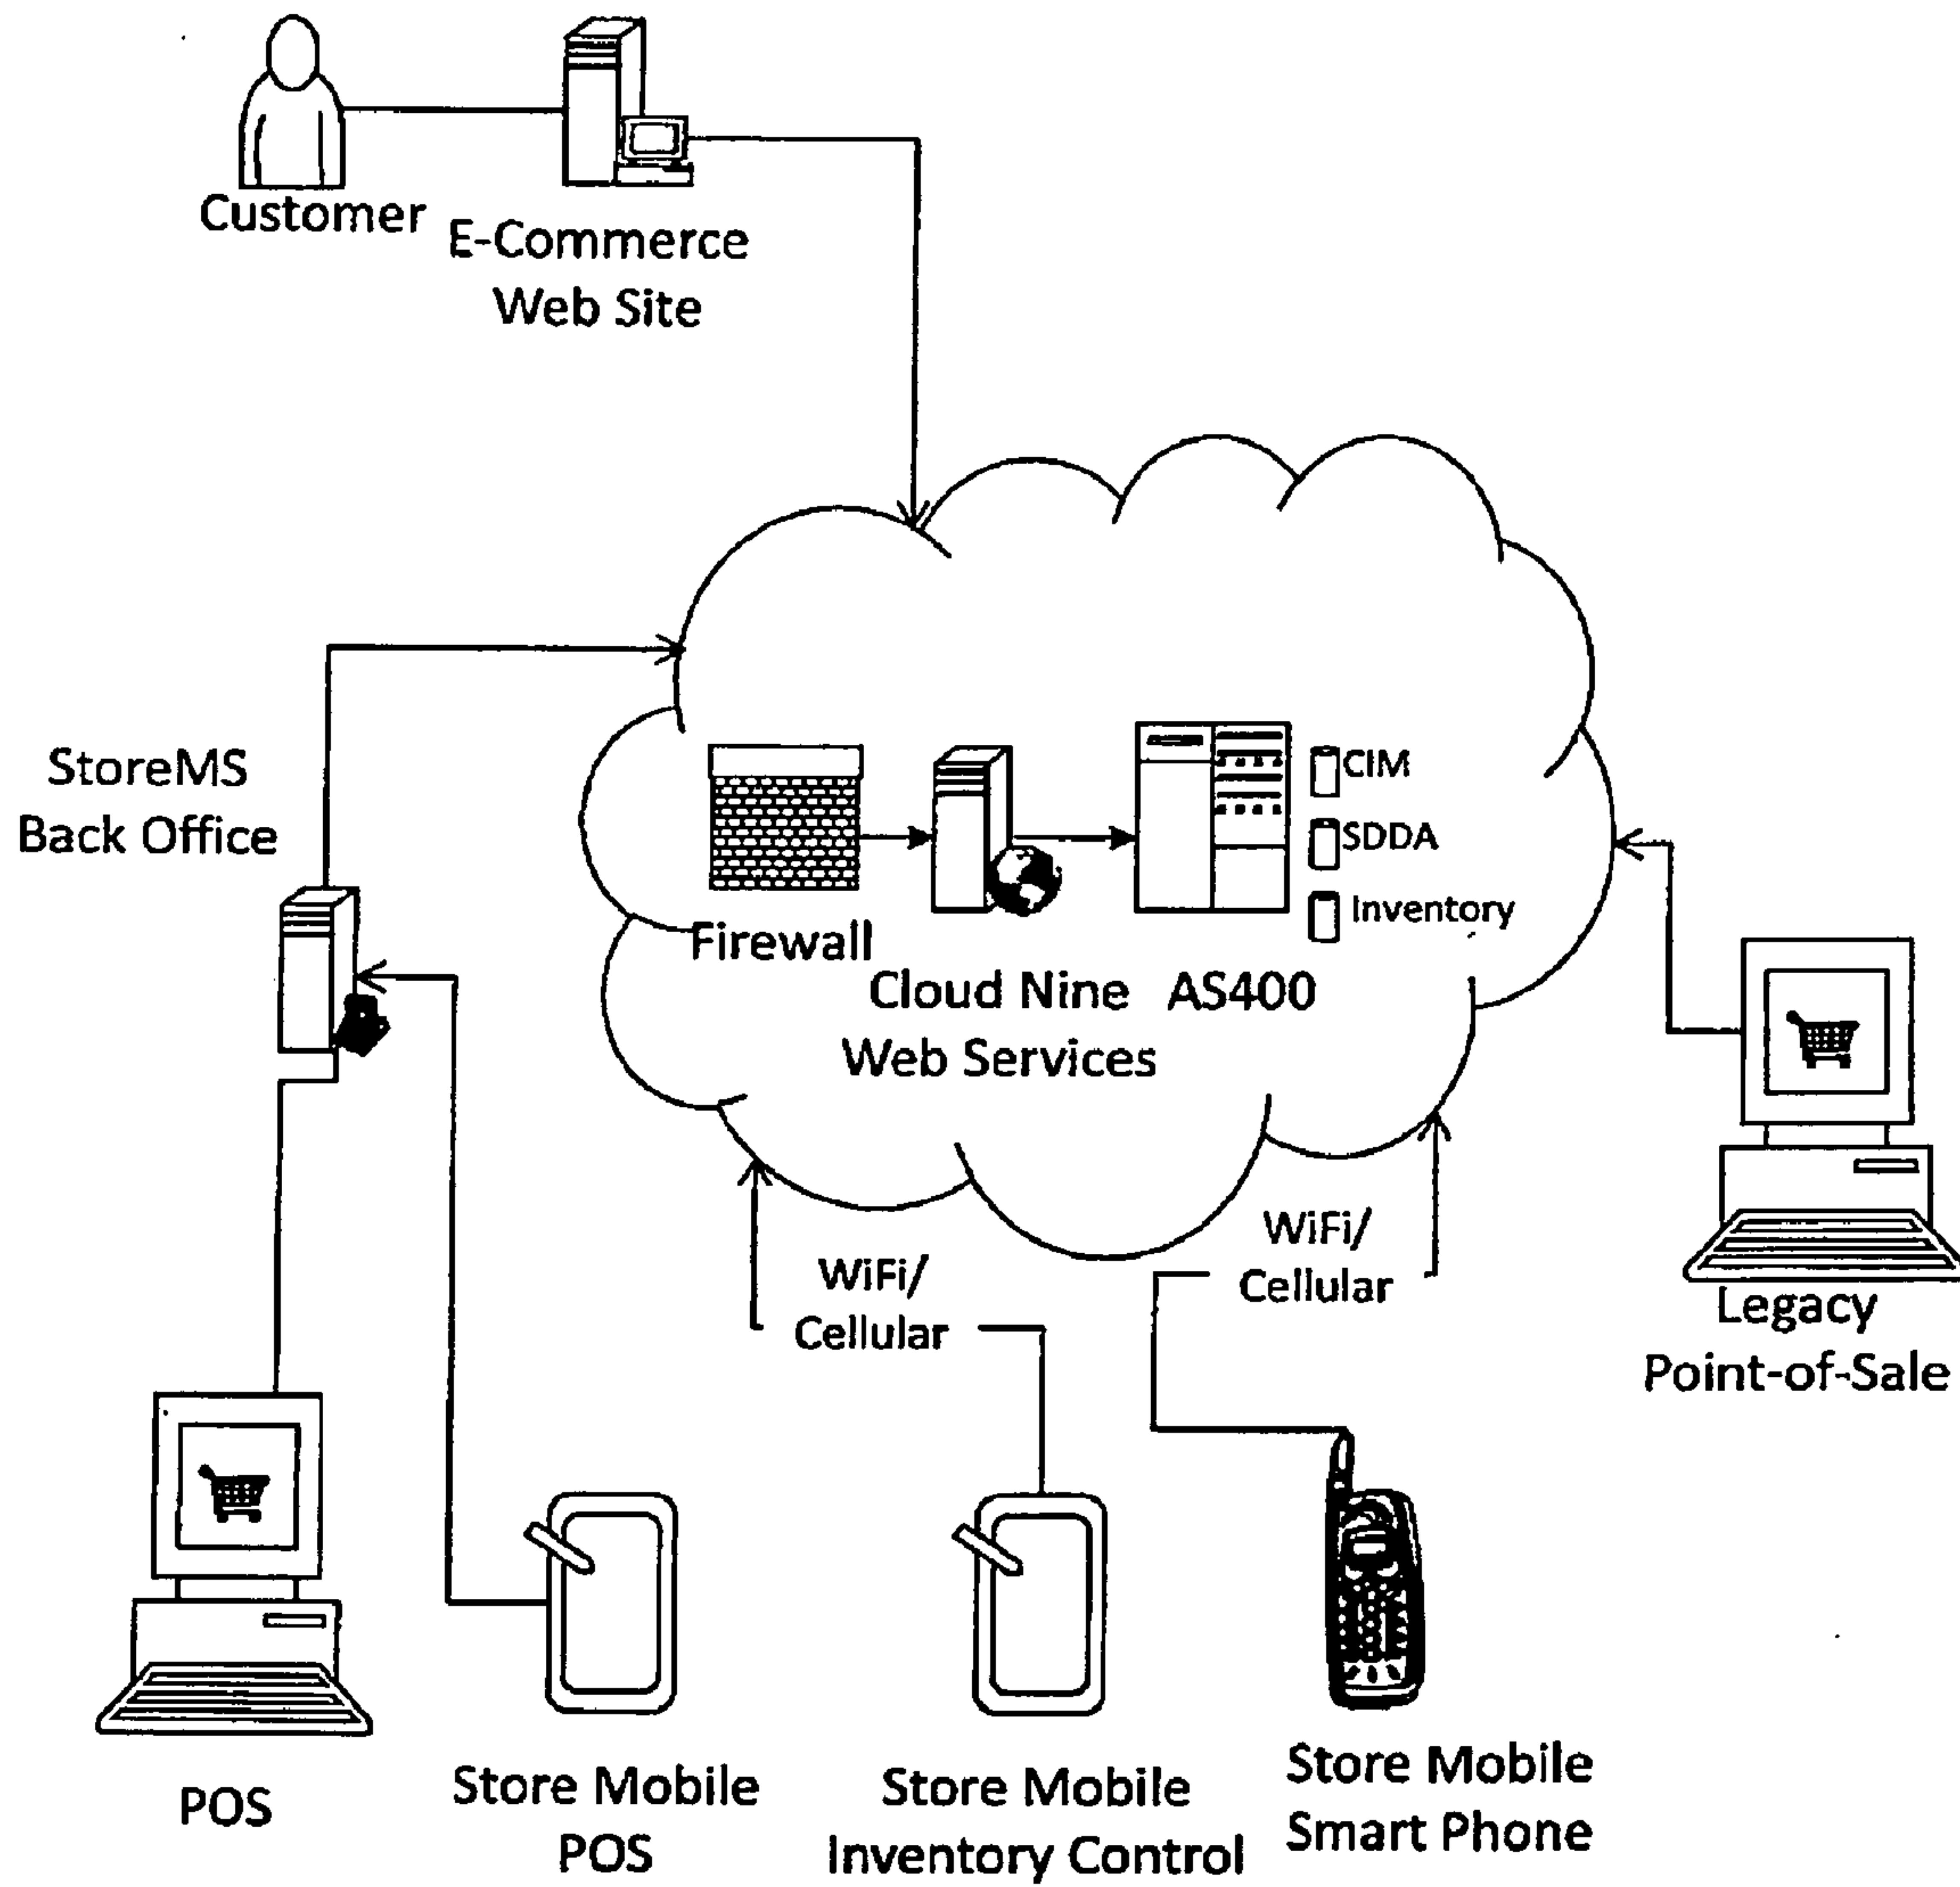 Customer
E-Commerce
Web Site
StoreMS
Back Office
CIM
SDDA
Inventory
Firewall
Cloud Nine
Web Services
AS400
WiFi/
Cellular
WiFi/
Cellular
Legacy
Point-of-Sale
POS
Store Mobile
POS
Store Mobile
Inventory Control
Store Mobile
Smart Phone